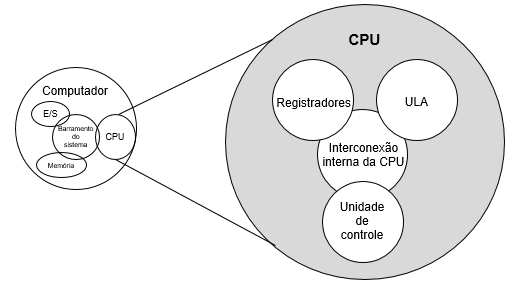 Computador
E/S
Barramento
do
sistema
CPU
Memória
CPU
Registradores
ULA
Interconexão
interna da CPU
Unidade
de
controle